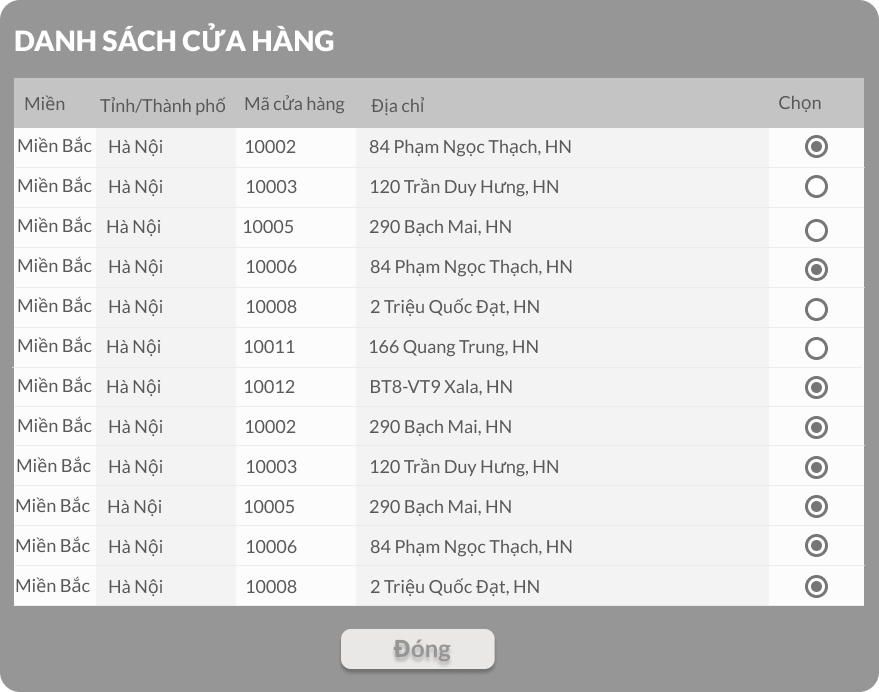 DANH SÁCH CỬA HÀNG
Miền Tỉnh/Thành phố Mã cửa hàng Địa chỉ Chọn
Miền Bắc Hà Nội 10002 84 Phạm Ngọc Thạch, HN
Miền Bắc Hà Nội 10003 120 Trần Duy Hưng, HN
Miền Bắc Hà Nội 10005 290 Bạch Mai, HN
Miền Bắc Hà Nội 10006 84 Phạm Ngọc Thạch, HN
Miền Bắc Hà Nội 10008 2 Triệu Quốc Đạt, HN
Miền Bắc Hà Nội 10011 166 Quang Trung, HN
Miền Bắc Hà Nội 10012 BT8-VT9 Xala, HN
Miền Bắc Hà Nội 10002 290 Bạch Mai, HN
Miền Bắc Hà Nội 10003 120 Trần Duy Hưng, HN
Miền Bắc Hà Nội 10005 290 Bạch Mai, HN
Miền Bắc Hà Nội 10006 84 Phạm Ngọc Thạch, HN
Miền Bắc Hà Nội 10008 2 Triệu Quốc Đạt, HN
Đóng